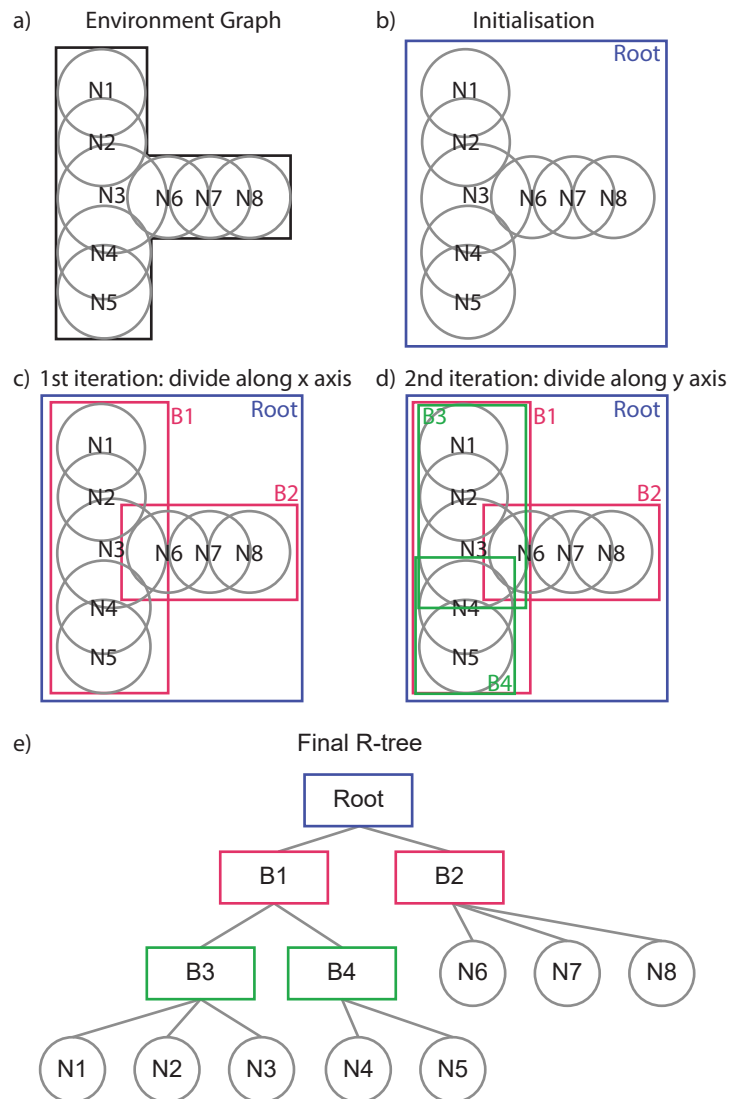 a) Environment Graph
N1
N2
N3 N6 N7 N8
N4
N5
b) Initialisation
Root
N1
N2
N3 N6 N7 N8
N4
N5
c) 1st iteration: divide along x axis
Root
B1
N1
B2
N2
N3 N6 N7 N8
N4
N5
d) 2nd iteration: divide along y axis
Root
B3 B1
N1
B2
N2
N3 N6 N7 N8
N4
N5
B4
e) Final R-tree
Root
B1 B2
B3 B4 N6 N7 N8
N1 N2 N3 N4 N5